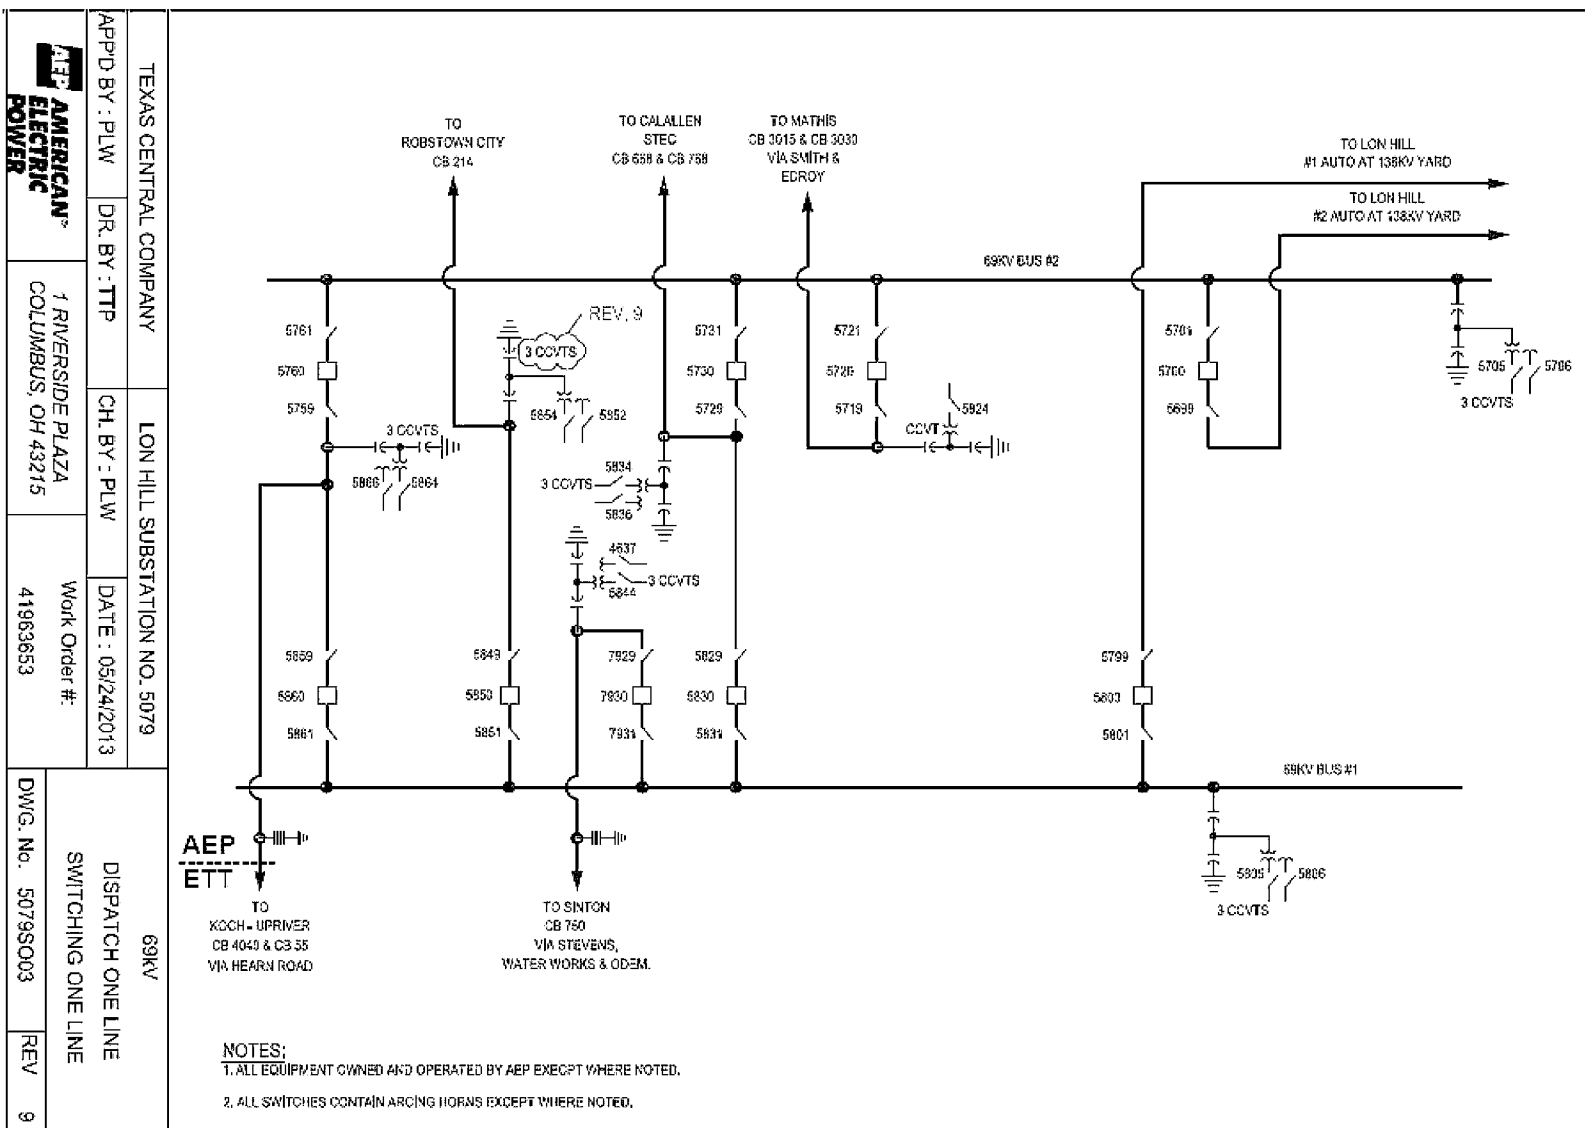 TEXAS CENTRAL COMPANY
LON HILL SUBSTATION NO. 5079
69kV
DISPATCH ONE LINE
SWITCHING ONE LINE
APP'D BY : PLW
DR. BY : TTP
CH. BY : PLW
DATE : 05/24/2013
AEP AMERICAN®
ELECTRIC
POWER
1 RIVERSIDE PLAZA
COLUMBUS, OH 43215
Work Order #:
41963653
DWG. No. 5079SO03
REV 9
TO
ROBSTOWN CITY
CB 214
TO CALALLEN
STEC
CB 658 & CB 768
TO MATHIS
CB 3015 & CB 3030
VIA SMITH &
EDROY
TO LON HILL
#1 AUTO AT 138KV YARD
TO LON HILL
#2 AUTO AT 138KV YARD
69KV BUS #2
REV. 9
3 CCVTS
5761
5760
5759
3 CCVTS
5866
5864
5854
5852
5731
5730
5729
5721
5720
5719
5824
CCVT
5701
5700
5699
5705
5706
3 CCVTS
5834
3 CCVTS
5836
4637
3 CCVTS
5844
5859
5860
5861
5849
5850
5851
7929
7930
7931
5829
5830
5831
5799
5800
5801
69KV BUS #1
5805
5806
3 CCVTS
AEP
ETT
TO
KOCH - UPRIVER
CB 4040 & CB 55
VIA HEARN ROAD
TO SINTON
CB 760
VIA STEVENS,
WATER WORKS & ODEM.
NOTES:
1. ALL EQUIPMENT OWNED AND OPERATED BY AEP EXECPT WHERE NOTED.
2. ALL SWITCHES CONTAIN ARCING HORNS EXCEPT WHERE NOTED.